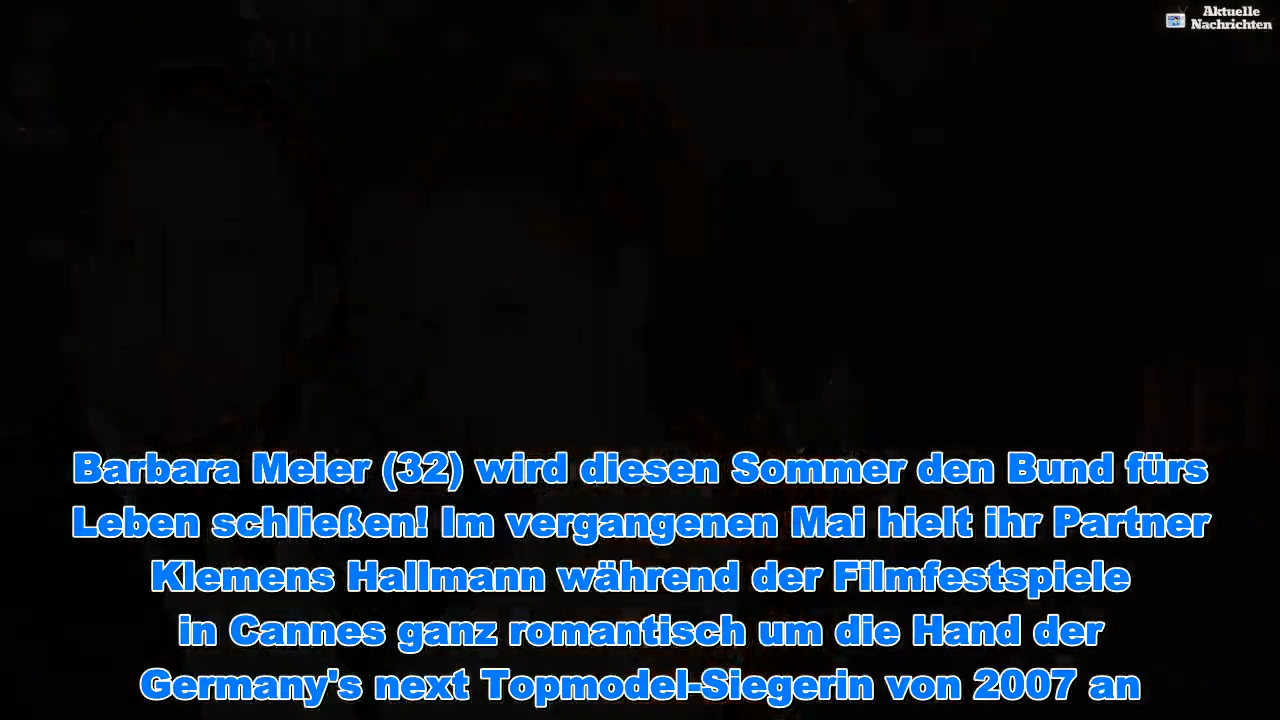 Aktuelle
Nachrichten
Barbara Meier (32) wird diesen Sommer den Bund fürs
Leben schließen! Im vergangenen Mai hielt ihr Partner
Klemens Hallmann während der Filmfestspiele
in Cannes ganz romantisch um die Hand der
Germany's next Topmodel-Siegerin von 2007 an